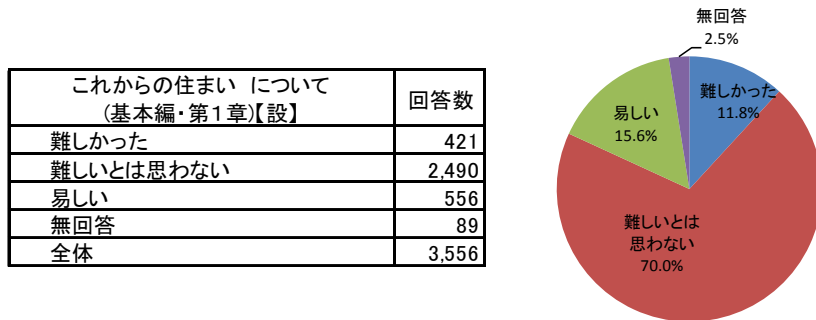 これからの住まい について
(基本編・第１章)【設】
回答数
難しかった 421
難しいとは思わない 2,490
易しい 556
無回答 89
全体 3,556
無回答
2.5%
難しかった
11.8%
易しい
15.6%
難しいとは
思わない
70.0%